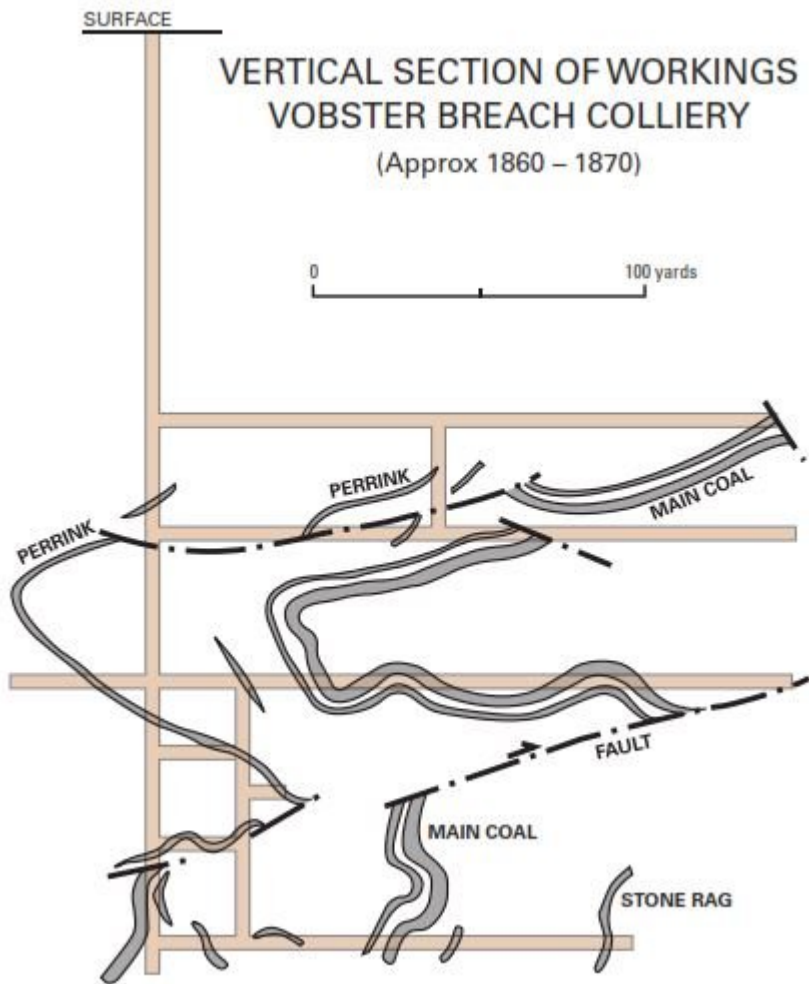 SURFACE
VERTICAL SECTION OF WORKINGS
VOBSTER BREACH COLLIERY
(Approx 1860 – 1870)
0
100 yards
PERRINK
MAIN COAL
PERRINK
FAULT
MAIN COAL
STONE RAG